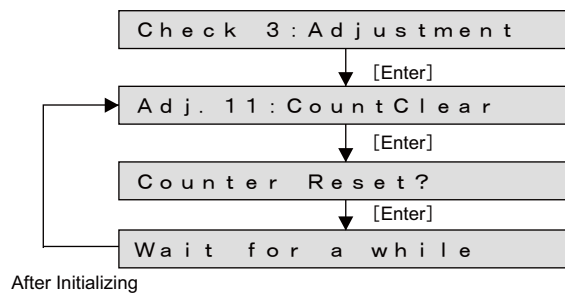 Check 3:Adjustment
[Enter]
Adj. 11:CountClear
[Enter]
Counter Reset?
[Enter]
Wait for a while
After Initializing